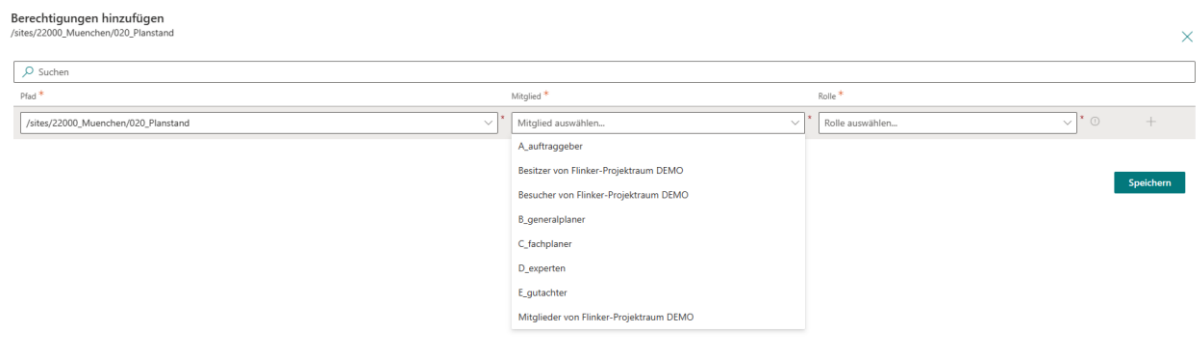 Berechtigungen hinzufügen
/sites/22000_Muenchen/020_Planstand
Suchen
Pfad * Mitglied * Rolle *
/sites/22000_Muenchen/020_Planstand * Mitglied auswählen... * Rolle auswählen... *
A_auftraggeber
Besitzer von Flinker-Projektraum DEMO
Besucher von Flinker-Projektraum DEMO
Speichern
B_generalplaner
C_fachplaner
D_experten
E_gutachter
Mitglieder von Flinker-Projektraum DEMO